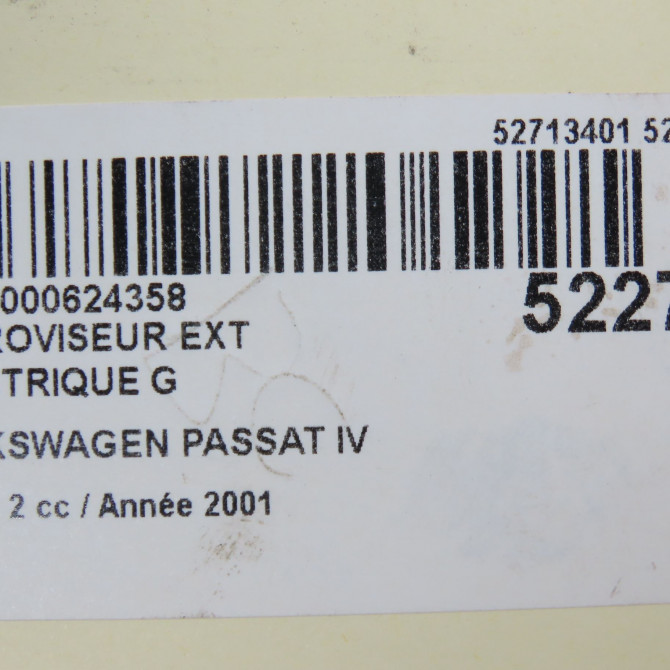 52713401 52
000624358
5227
ROVISEUR EXT
TRIQUE G
KSWAGEN PASSAT IV
2 cc / Année 2001